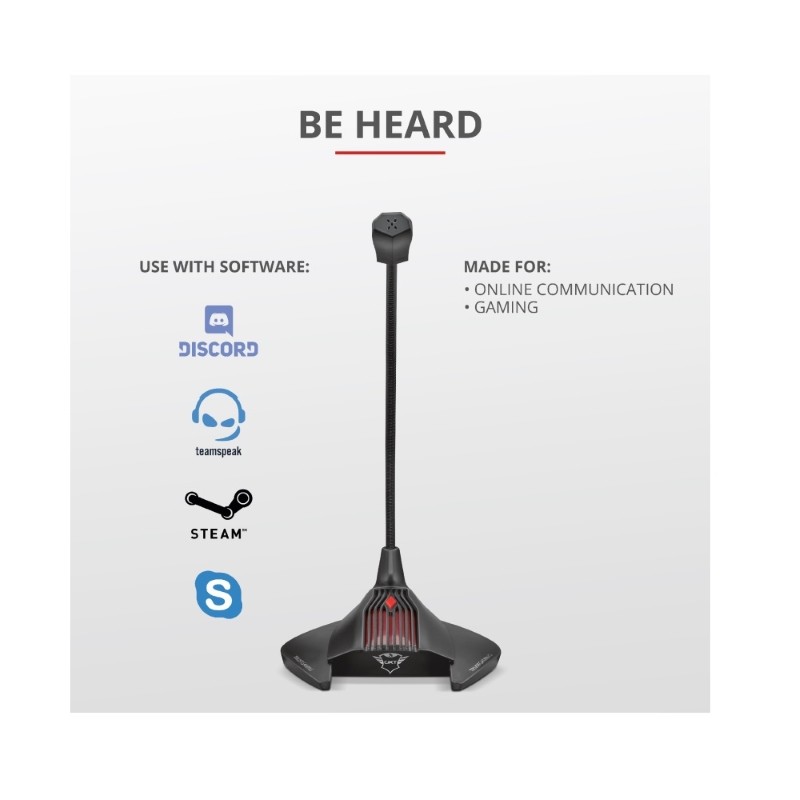 BE HEARD
USE WITH SOFTWARE:
DISCORD
teamspeak
STEAM™
S
MADE FOR:
• ONLINE COMMUNICATION
• GAMING